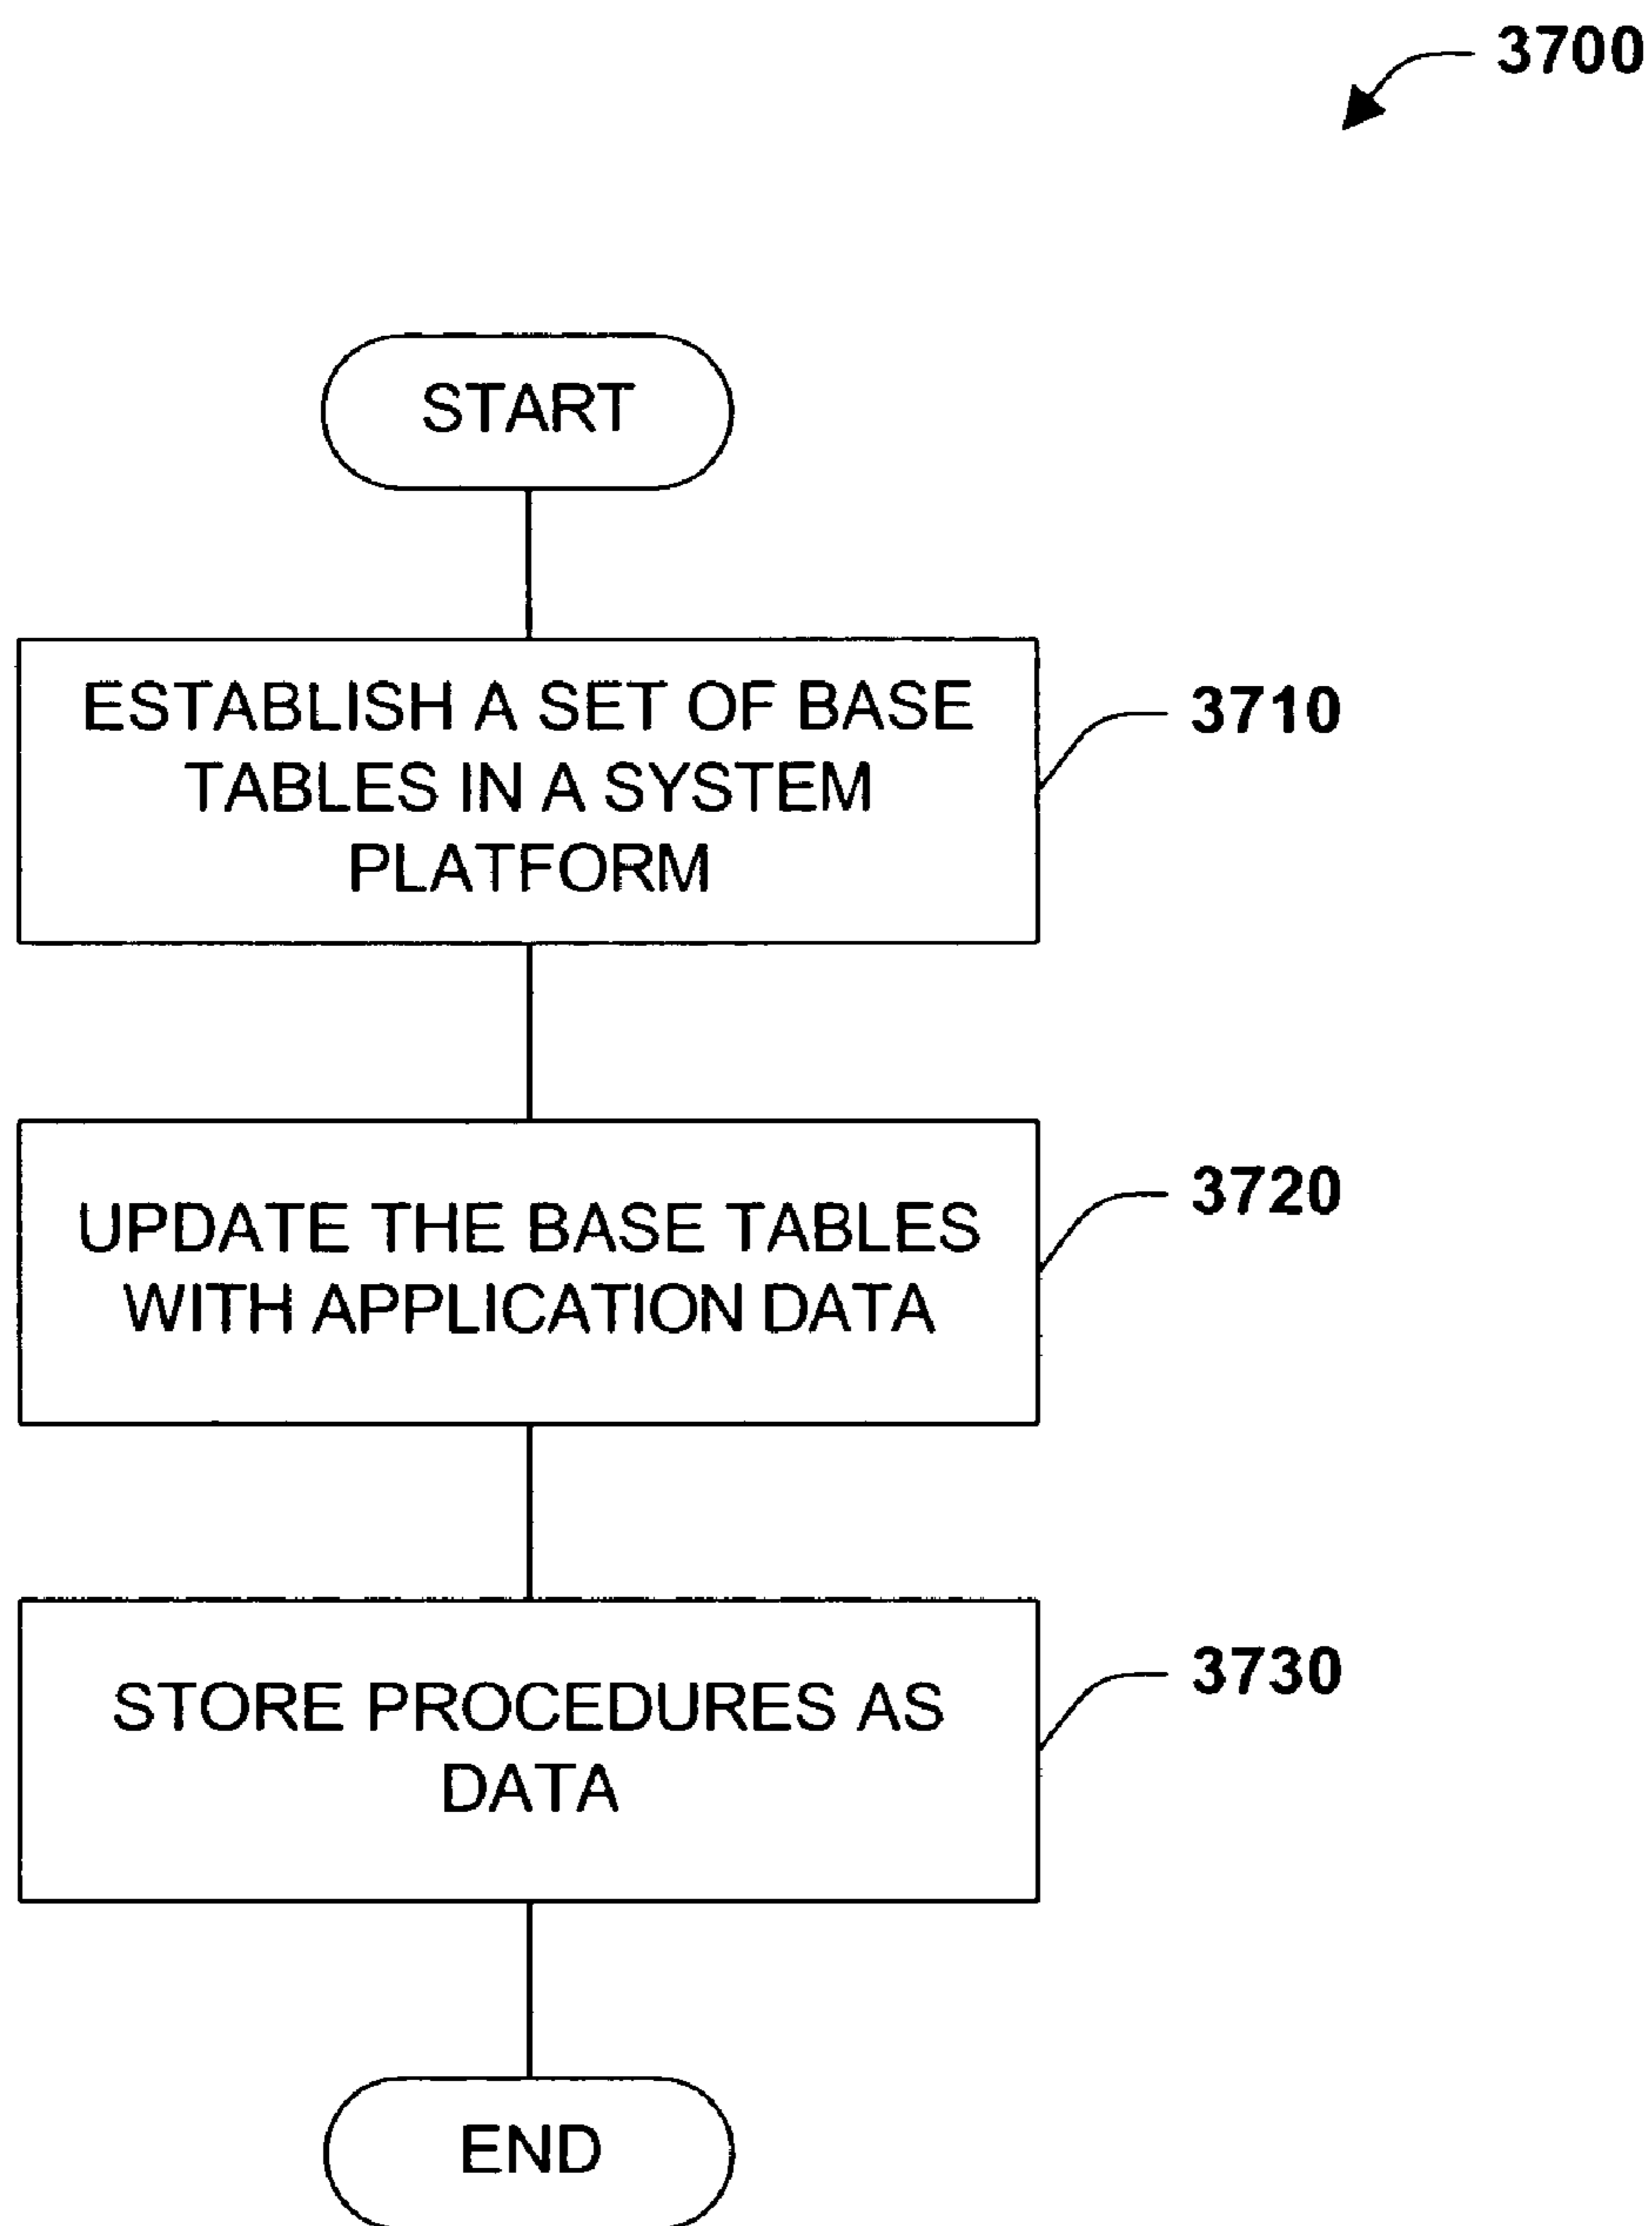 3700
START
ESTABLISH A SET OF BASE
TABLES IN A SYSTEM
PLATFORM
3710
UPDATE THE BASE TABLES
WITH APPLICATION DATA
3720
STORE PROCEDURES AS
DATA
3730
END